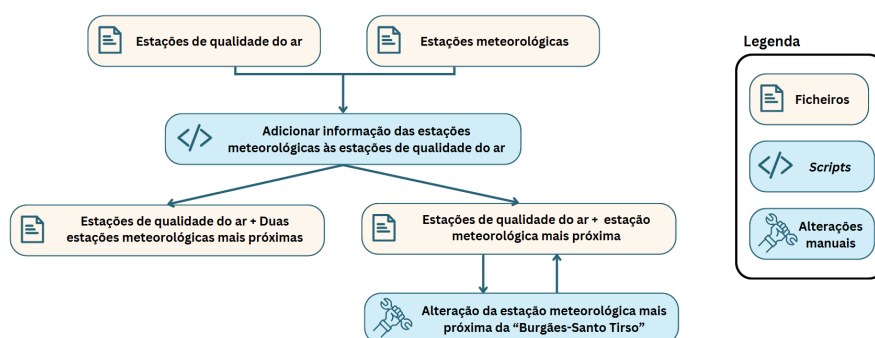 Estações de qualidade do ar
Estações meteorológicas
Legenda
Ficheiros
Adicionar informação das estações
meteorológicas às estações de qualidade do ar
Scripts
Estações de qualidade do ar + Duas
estações meteorológicas mais próximas
Estações de qualidade do ar + estação
meteorológica mais próxima
Alterações
manuais
Alteração da estação meteorológica mais
próxima da “Burgães-Santo Tirso”